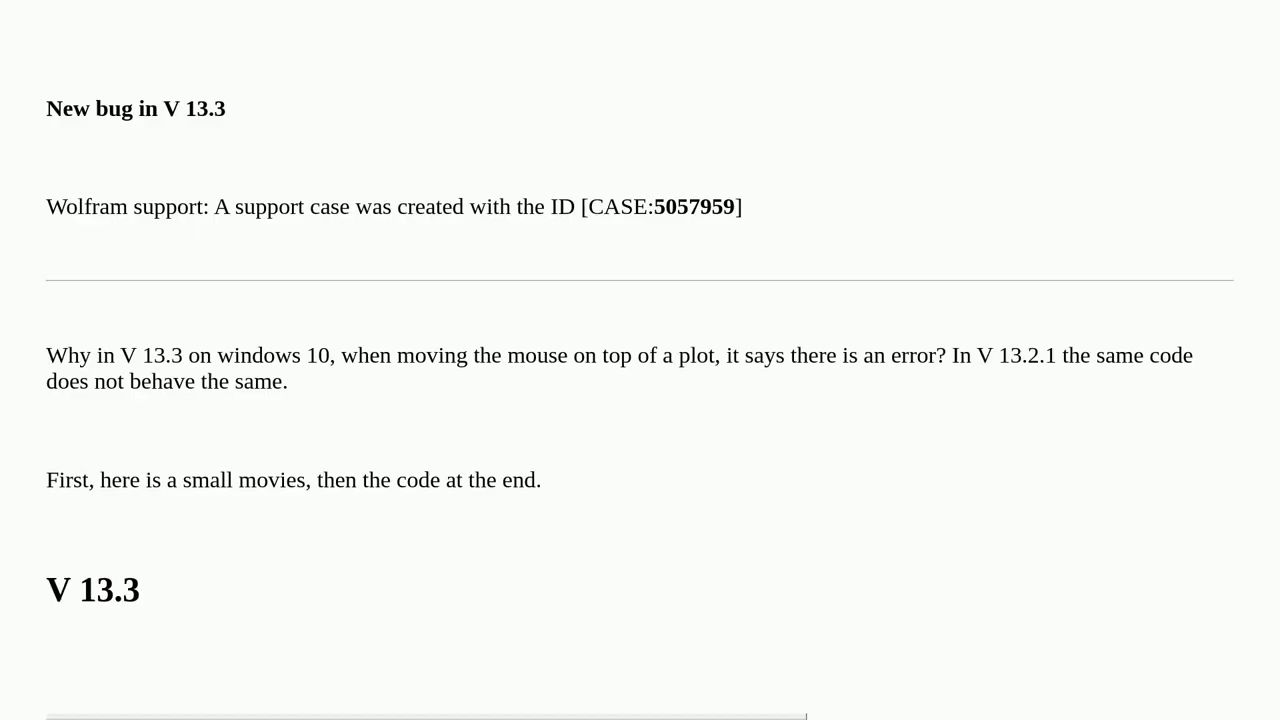 New bug in V 13.3
Wolfram support: A support case was created with the ID [CASE:5057959]
Why in V 13.3 on windows 10, when moving the mouse on top of a plot, it says there is an error? In V 13.2.1 the same code
does not behave the same.
First, here is a small movies, then the code at the end.
V 13.3